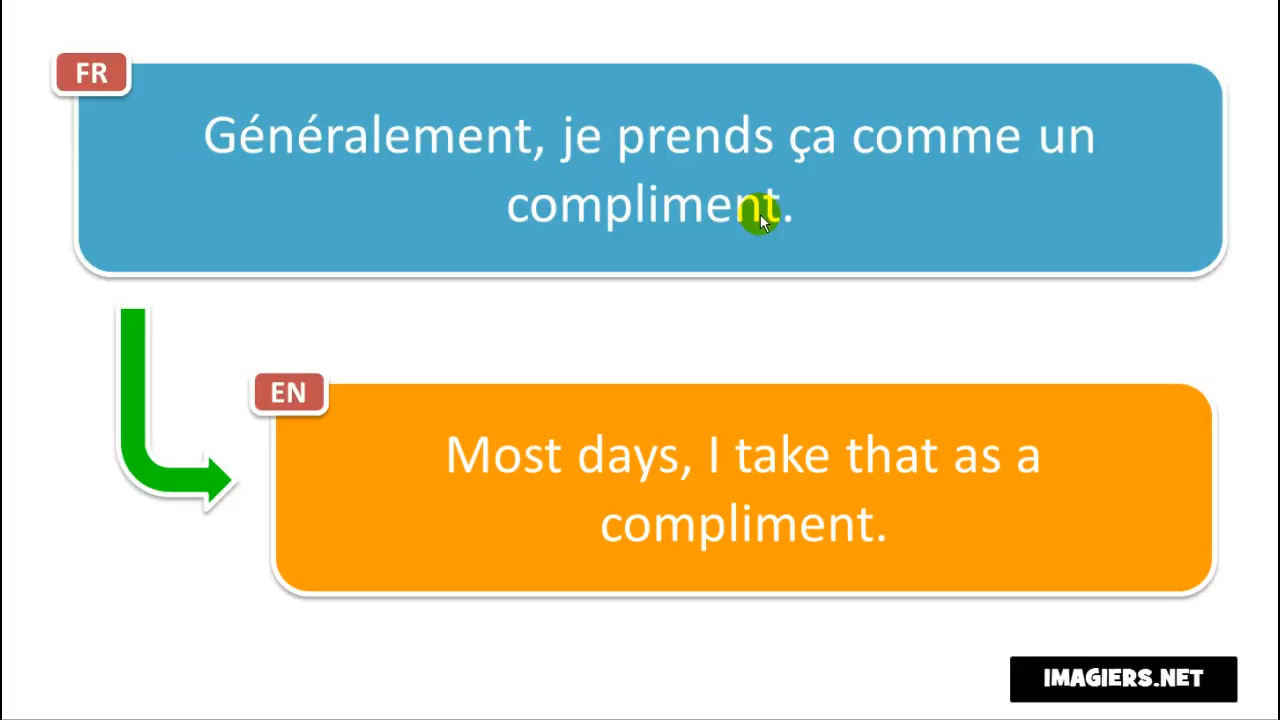 FR
Généralement, je prends ça comme un
compliment.
EN
Most days, I take that as a
compliment.
IMAGIERS.NET